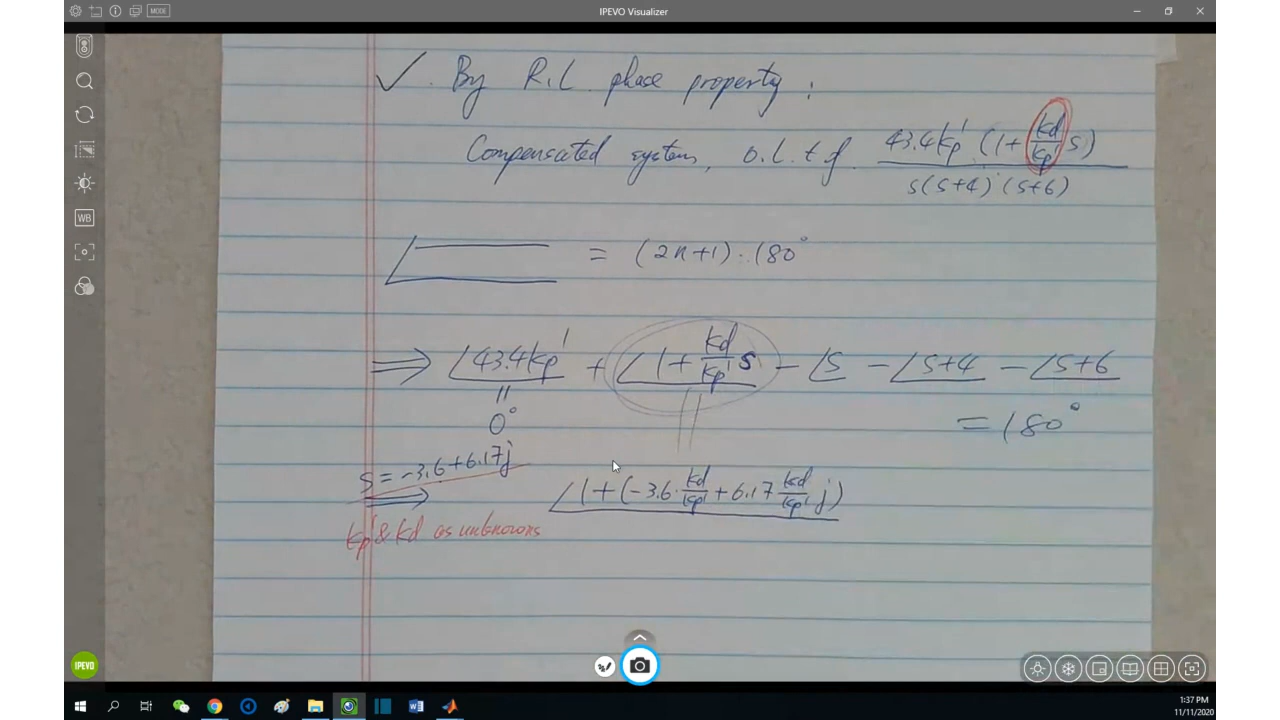 IPEVO Visualizer
MODE
WB
✓. By R.L. phase property :
Compensated system, o.l.t.f. 43.4kp' (1+ kd/kp' s) / s(s+4)(s+6)
∠ = (2n+1)·180°
⇒ ∠43.4kp' + ∠1+ kd/kp' s - ∠s - ∠s+4 - ∠s+6
= 180°
= 0°
s = -3.6+6.17j
⇒ ∠1+(-3.6 · kd/kp' + 6.17 kd/kp' j)
kp' & kd as unknowns
IPEVO
1:37 PM
11/11/2020